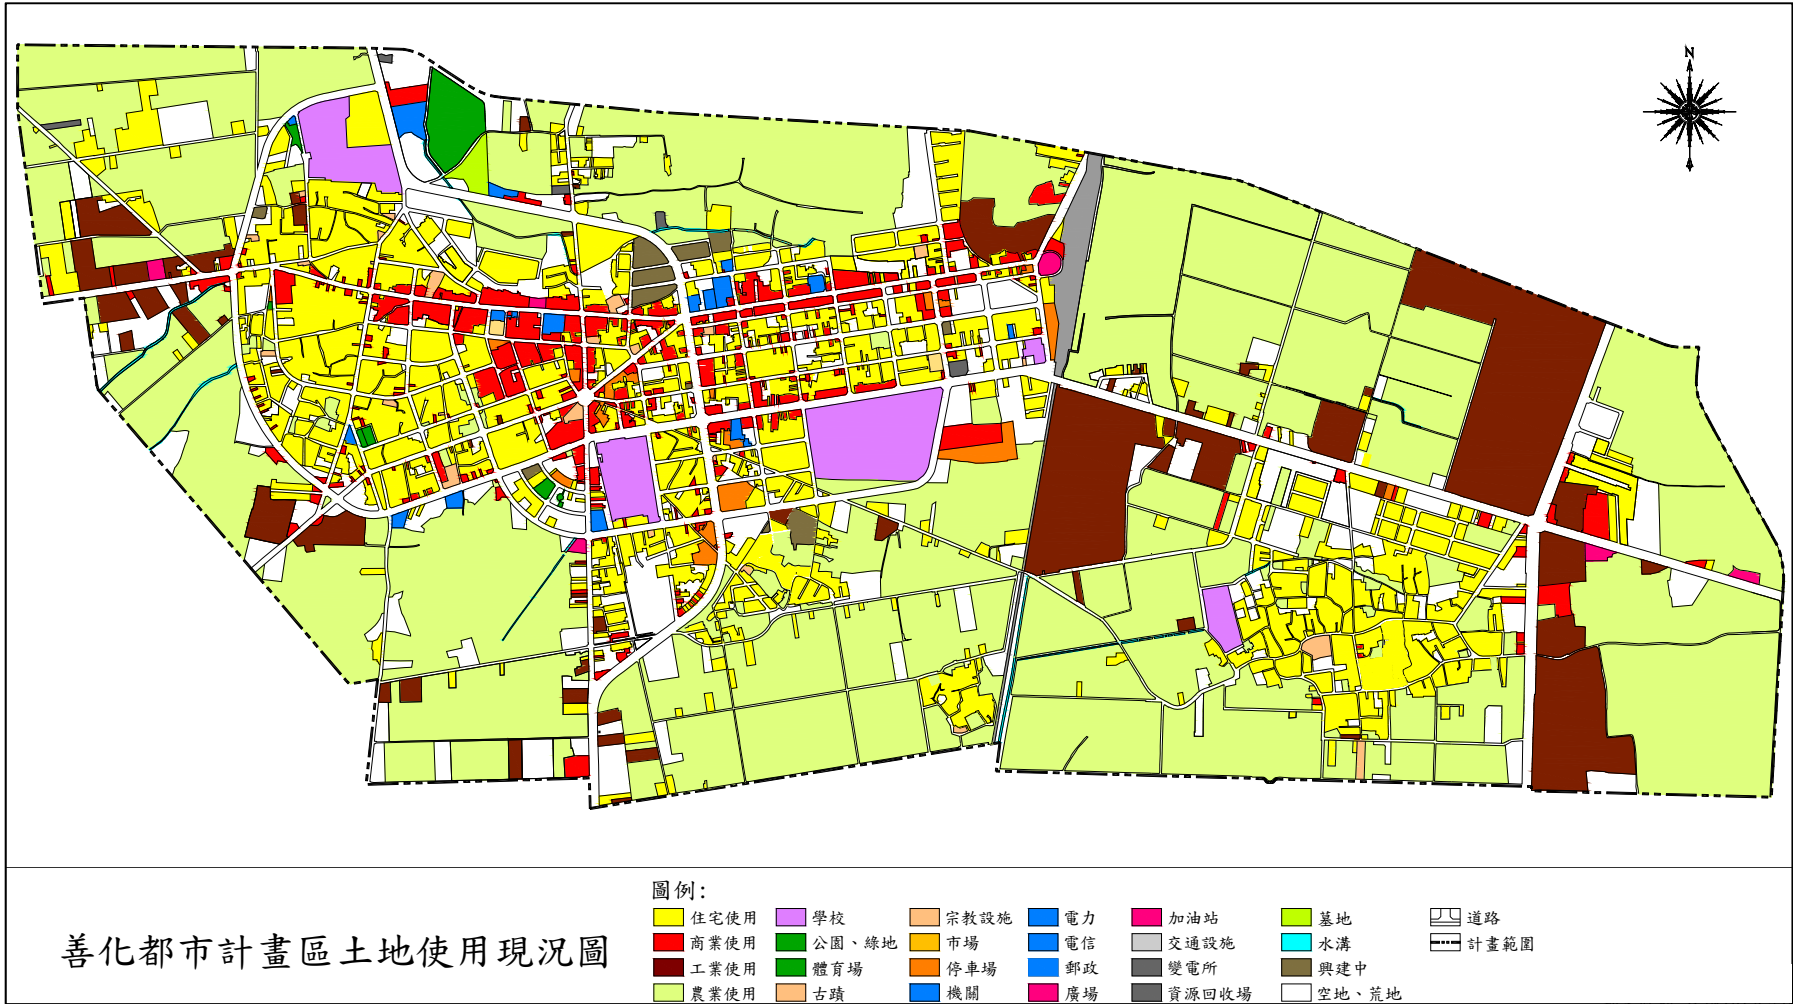 N
善化都市計畫區土地使用現況圖
圖例：
住宅使用 學校 宗教設施 電力 加油站 墓地 道路
商業使用 公園、綠地 市場 電信 交通設施 水溝 計畫範圍
工業使用 體育場 停車場 郵政 變電所 興建中
農業使用 古蹟 機關 廣場 資源回收場 空地、荒地